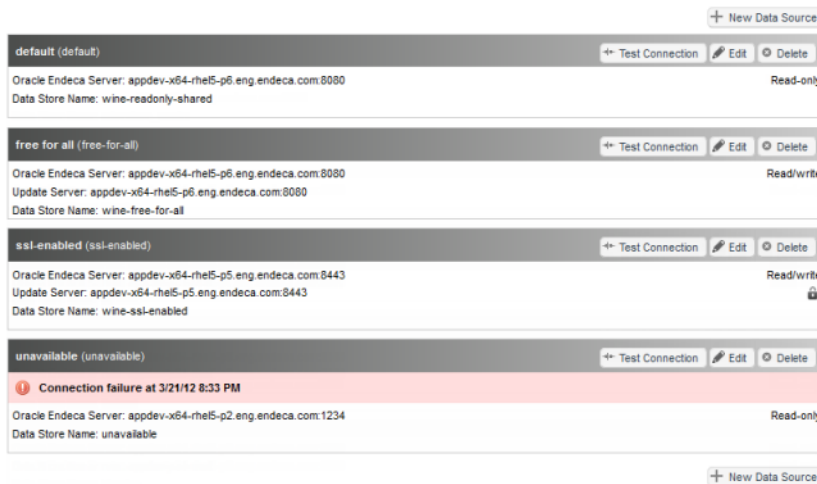 New Data Source
default (default)
Test Connection Edit Delete
Oracle Endeca Server: appdev-x64-rhel5-p6.eng.endeca.com:8080 Read-only
Data Store Name: wine-readonly-shared
free for all (free-for-all)
Test Connection Edit Delete
Oracle Endeca Server: appdev-x64-rhel5-p6.eng.endeca.com:8080 Read/write
Update Server: appdev-x64-rhel5-p6.eng.endeca.com:8080
Data Store Name: wine-free-for-all
ssl-enabled (ssl-enabled)
Test Connection Edit Delete
Oracle Endeca Server: appdev-x64-rhel5-p5.eng.endeca.com:8443 Read/write
Update Server: appdev-x64-rhel5-p5.eng.endeca.com:8443
Data Store Name: wine-ssl-enabled
unavailable (unavailable)
Test Connection Edit Delete
Connection failure at 3/21/12 8:33 PM
Oracle Endeca Server: appdev-x64-rhel5-p2.eng.endeca.com:1234 Read-only
Data Store Name: unavailable
New Data Source